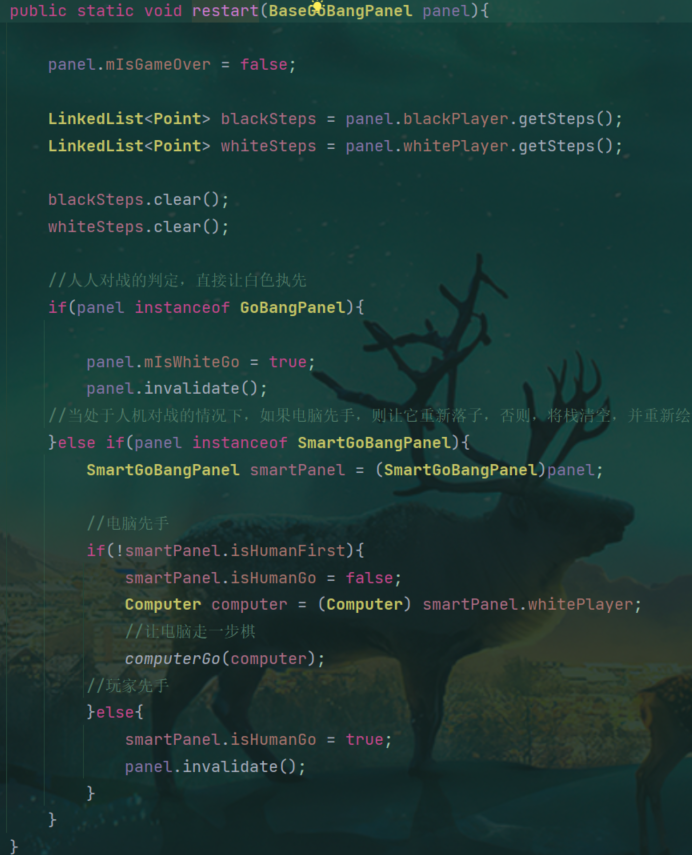 public static void restart(BaseGoBangPanel panel){
panel.mIsGameOver = false;
LinkedList<Point> blackSteps = panel.blackPlayer.getSteps();
LinkedList<Point> whiteSteps = panel.whitePlayer.getSteps();
blackSteps.clear();
whiteSteps.clear();
//人人对战的判定，直接让白色执先
if(panel instanceof GoBangPanel){
panel.mIsWhiteGo = true;
panel.invalidate();
//当处于人机对战的情况下，如果电脑先手，则让它重新落子，否则，将栈清空，并重新绘
}else if(panel instanceof SmartGoBangPanel){
SmartGoBangPanel smartPanel = (SmartGoBangPanel)panel;
//电脑先手
if(!smartPanel.isHumanFirst){
smartPanel.isHumanGo = false;
Computer computer = (Computer) smartPanel.whitePlayer;
//让电脑走一步棋
computerGo(computer);
//玩家先手
}else{
smartPanel.isHumanGo = true;
panel.invalidate();
}
}
}